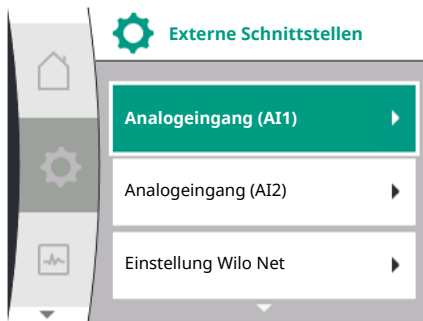 Externe Schnittstellen
Analogeingang (AI1)
Analogeingang (AI2)
Einstellung Wilo Net